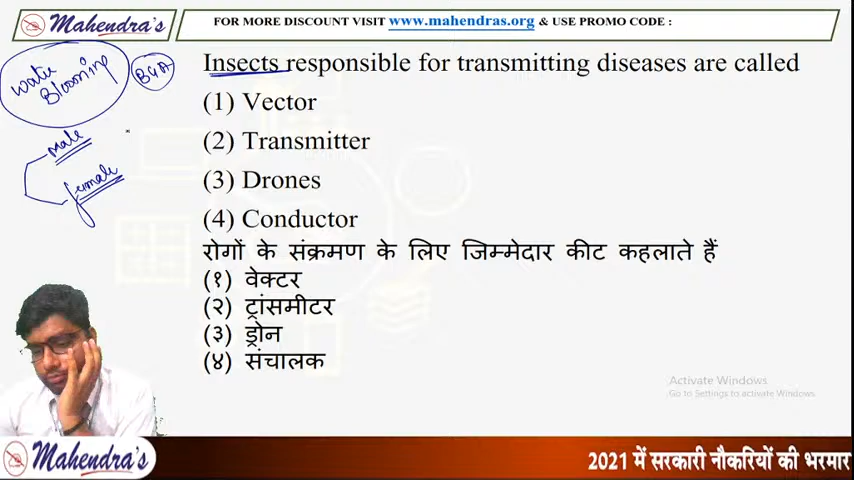 Mahendra's
FOR MORE DISCOUNT VISIT www.mahendras.org & USE PROMO CODE :
Water
Blooming
BGA
male
female
Insects responsible for transmitting diseases are called
(1) Vector
(2) Transmitter
(3) Drones
(4) Conductor
रोगों के संक्रमण के लिए जिम्मेदार कीट कहलाते हैं
(१) वेक्टर
(२) ट्रांसमीटर
(३) ड्रोन
(४) संचालक
Activate Windows
Go to Settings to activate Windows.
Mahendra's
2021 में सरकारी नौकरियों की भरमार